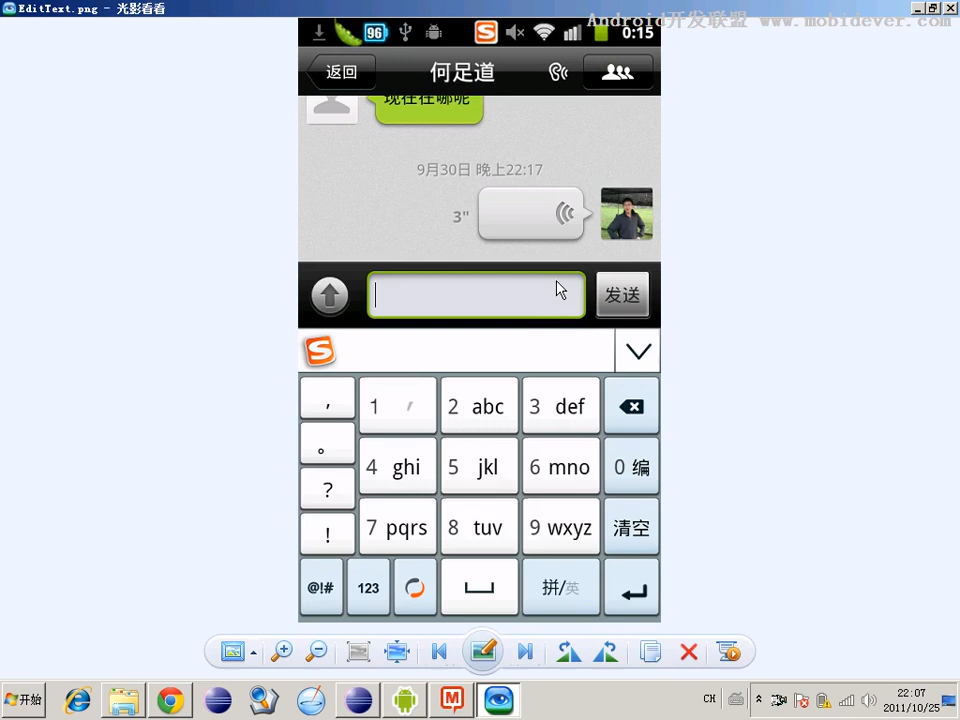 EditText.png - 光影看看
Android开发联盟 www.mobidever.com
96
0:15
返回
何足道
现在在哪呢
9月30日 晚上22:17
3"
发送
,
1 ,
2 abc
3 def
。
4 ghi
5 jkl
6 mno
0 编
?
7 pqrs
8 tuv
9 wxyz
清空
!
@!#
123
拼/英
开始
CH
22:07
2011/10/25